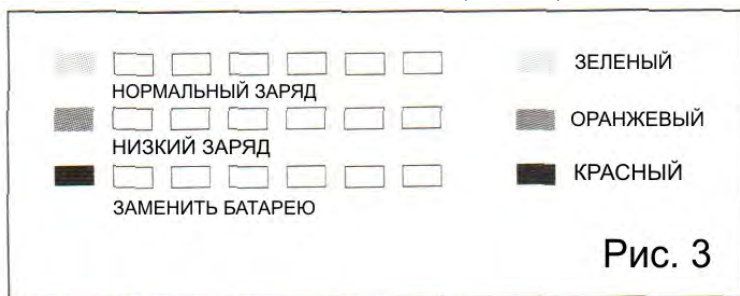 ЗЕЛЕНЫЙ
НОРМАЛЬНЫЙ ЗАРЯД
ОРАНЖЕВЫЙ
НИЗКИЙ ЗАРЯД
КРАСНЫЙ
ЗАМЕНИТЬ БАТАРЕЮ
Рис. 3